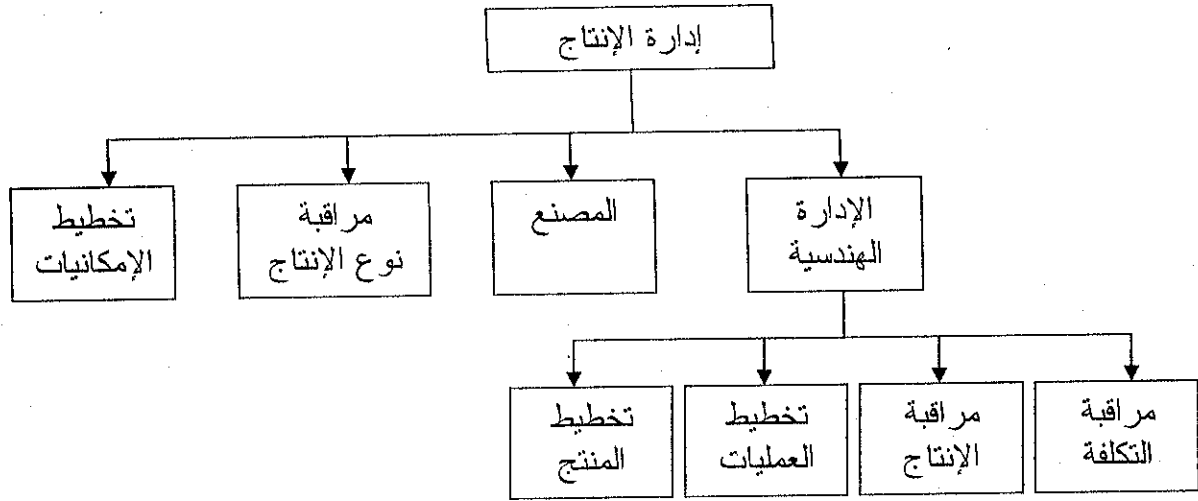 إدارة الإنتاج
الإدارة
الهندسية
المصنع
مراقبة
نوع الإنتاج
تخطيط
الإمكانيات
مراقبة
التكلفة
مراقبة
الإنتاج
تخطيط
العمليات
تخطيط
المنتج